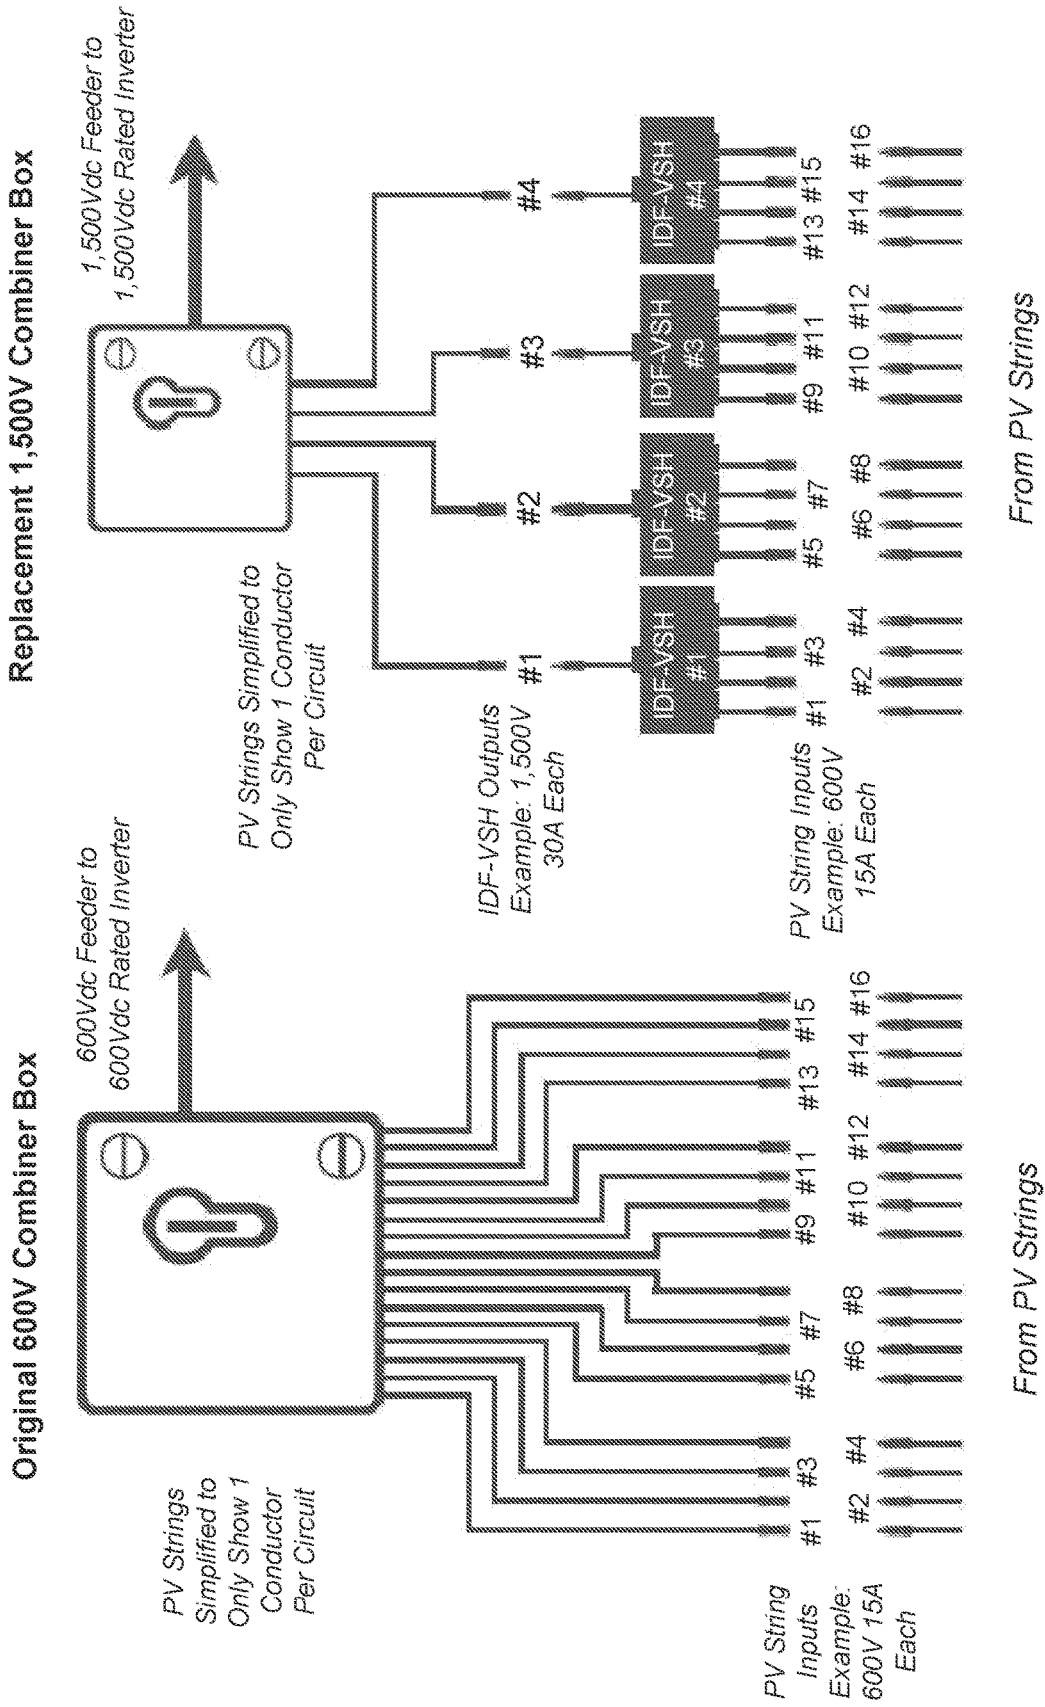 Original 600V Combiner Box
600Vdc Feeder to
600Vdc Rated Inverter
PV Strings
Simplified to
Only Show 1
Conductor
Per Circuit
PV String
Inputs
Example:
600V 15A
Each
#1 #3 #5 #7 #9 #11 #13 #15
#2 #4 #6 #8 #10 #12 #14 #16
From PV Strings
Replacement 1,500V Combiner Box
1,500Vdc Feeder to
1,500Vdc Rated Inverter
PV Strings Simplified to
Only Show 1 Conductor
Per Circuit
IDF-VSH Outputs
Example: 1,500V
30A Each
#1 #2 #3 #4
IDF-VSH
#1
IDF-VSH
#2
IDF-VSH
#3
IDF-VSH
#4
PV String Inputs
Example: 600V
15A Each
#1 #3 #5 #7 #9 #11 #13 #15
#2 #4 #6 #8 #10 #12 #14 #16
From PV Strings